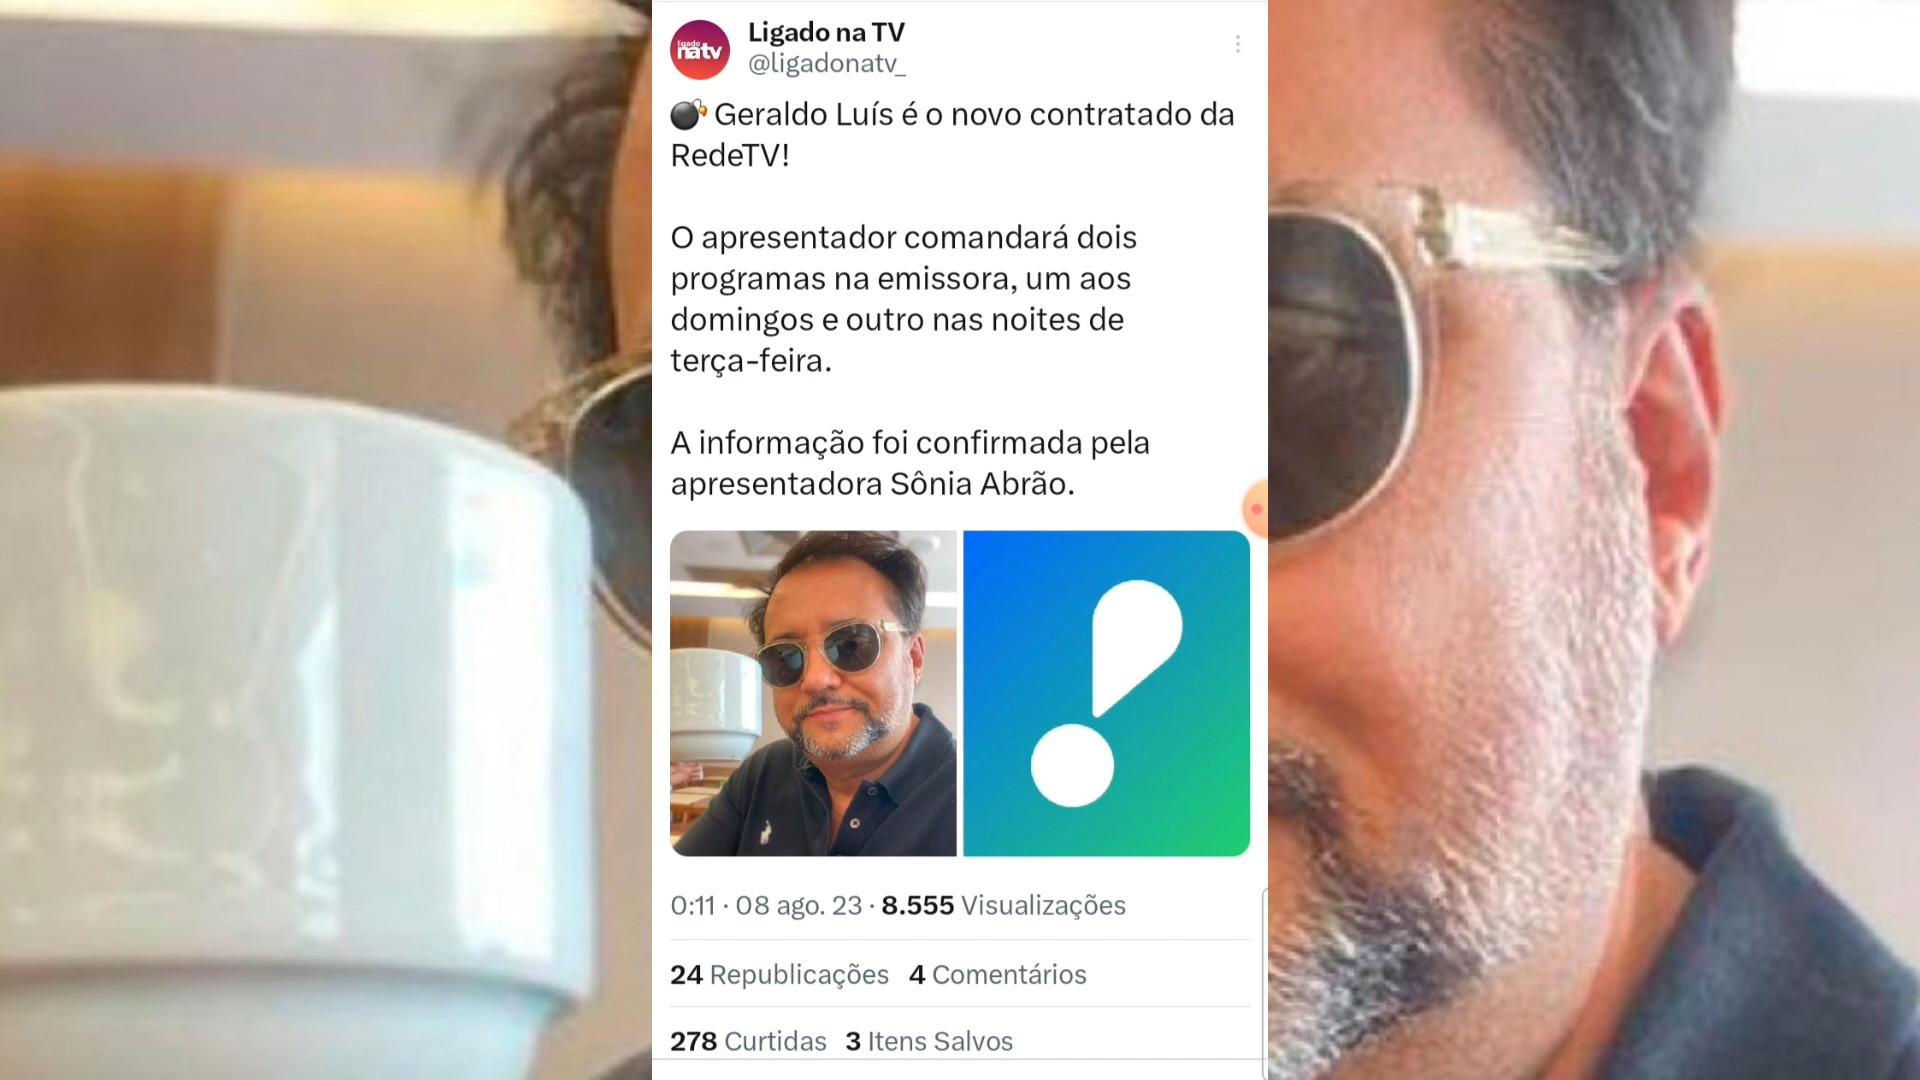 ligado
natv
Ligado na TV
@ligadonatv_
💣 Geraldo Luís é o novo contratado da
RedeTV!
O apresentador comandará dois
programas na emissora, um aos
domingos e outro nas noites de
terça-feira.
A informação foi confirmada pela
apresentadora Sônia Abrão.
0:11 · 08 ago. 23 · 8.555 Visualizações
24 Republicações 4 Comentários
278 Curtidas 3 Itens Salvos